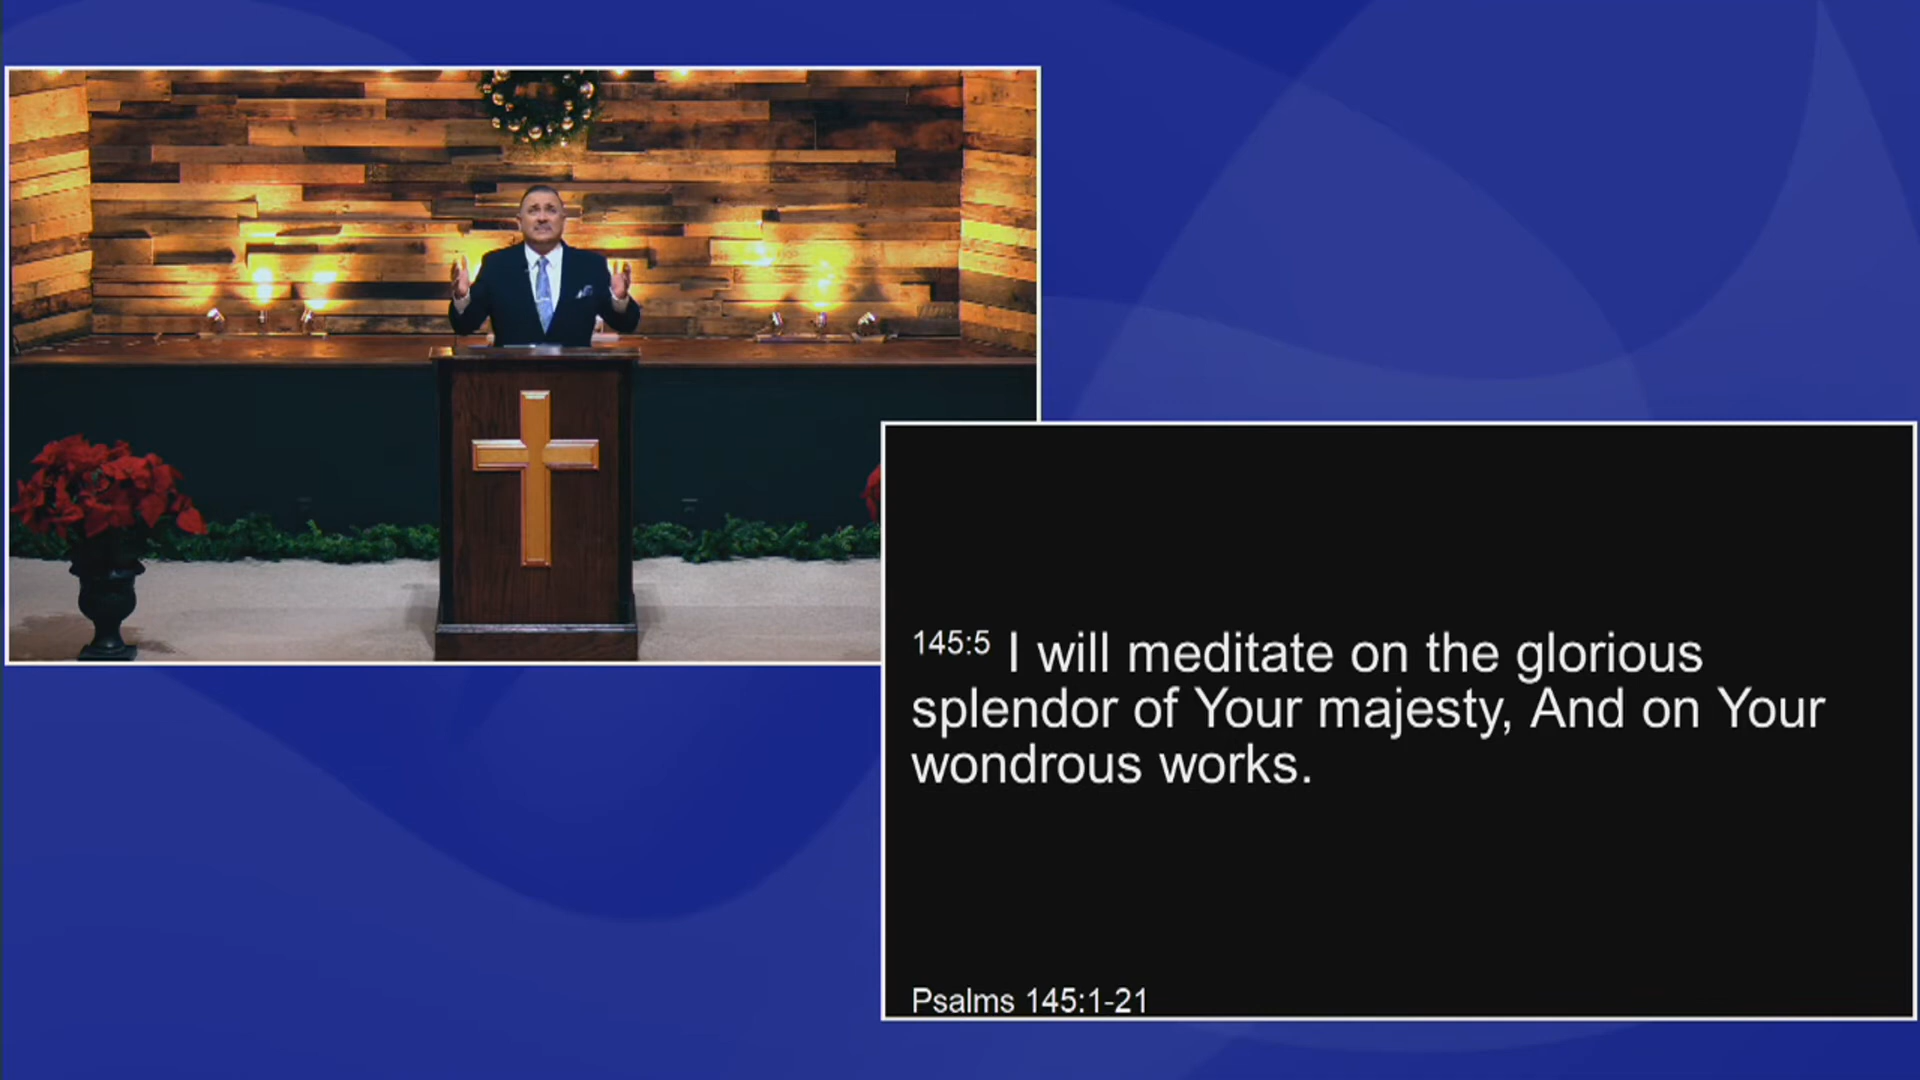 145:5 I will meditate on the glorious
splendor of Your majesty, And on Your
wondrous works.
Psalms 145:1-21